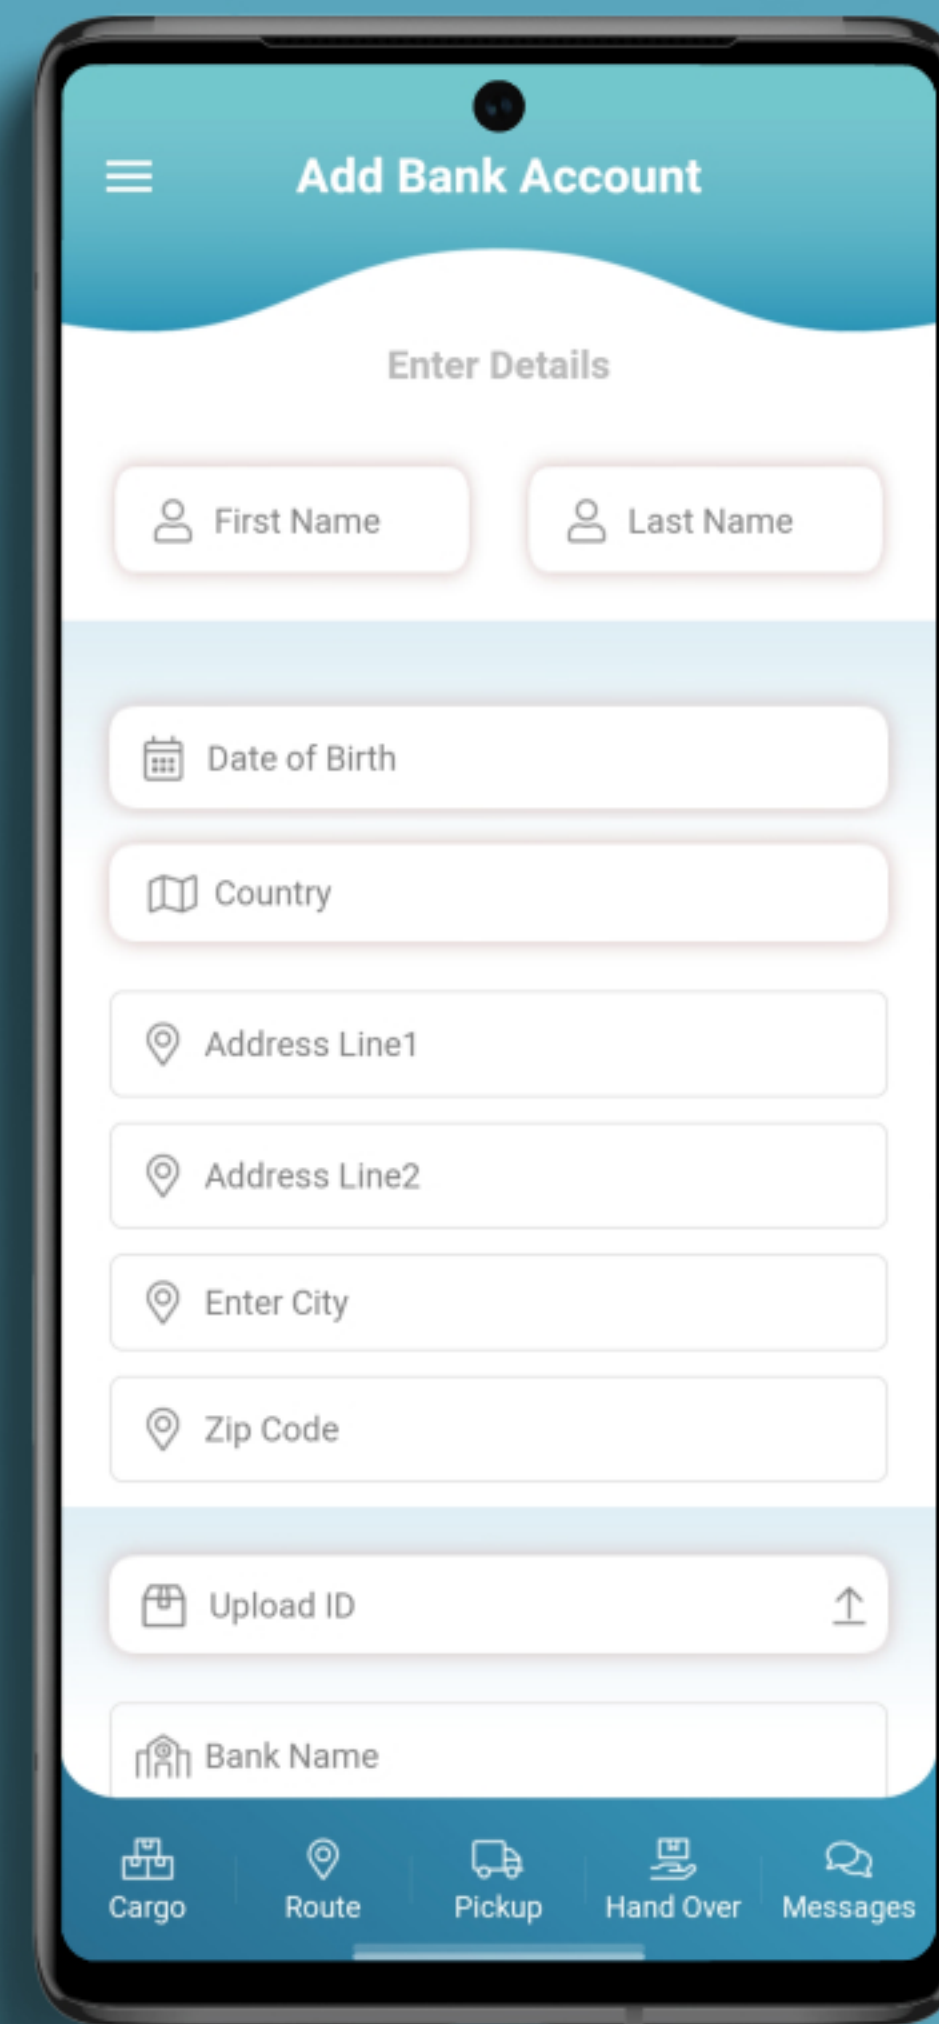 Add Bank Account
Enter Details
First Name
Last Name
Date of Birth
Country
Address Line1
Address Line2
Enter City
Zip Code
Upload ID
Bank Name
Cargo
Route
Pickup
Hand Over
Messages